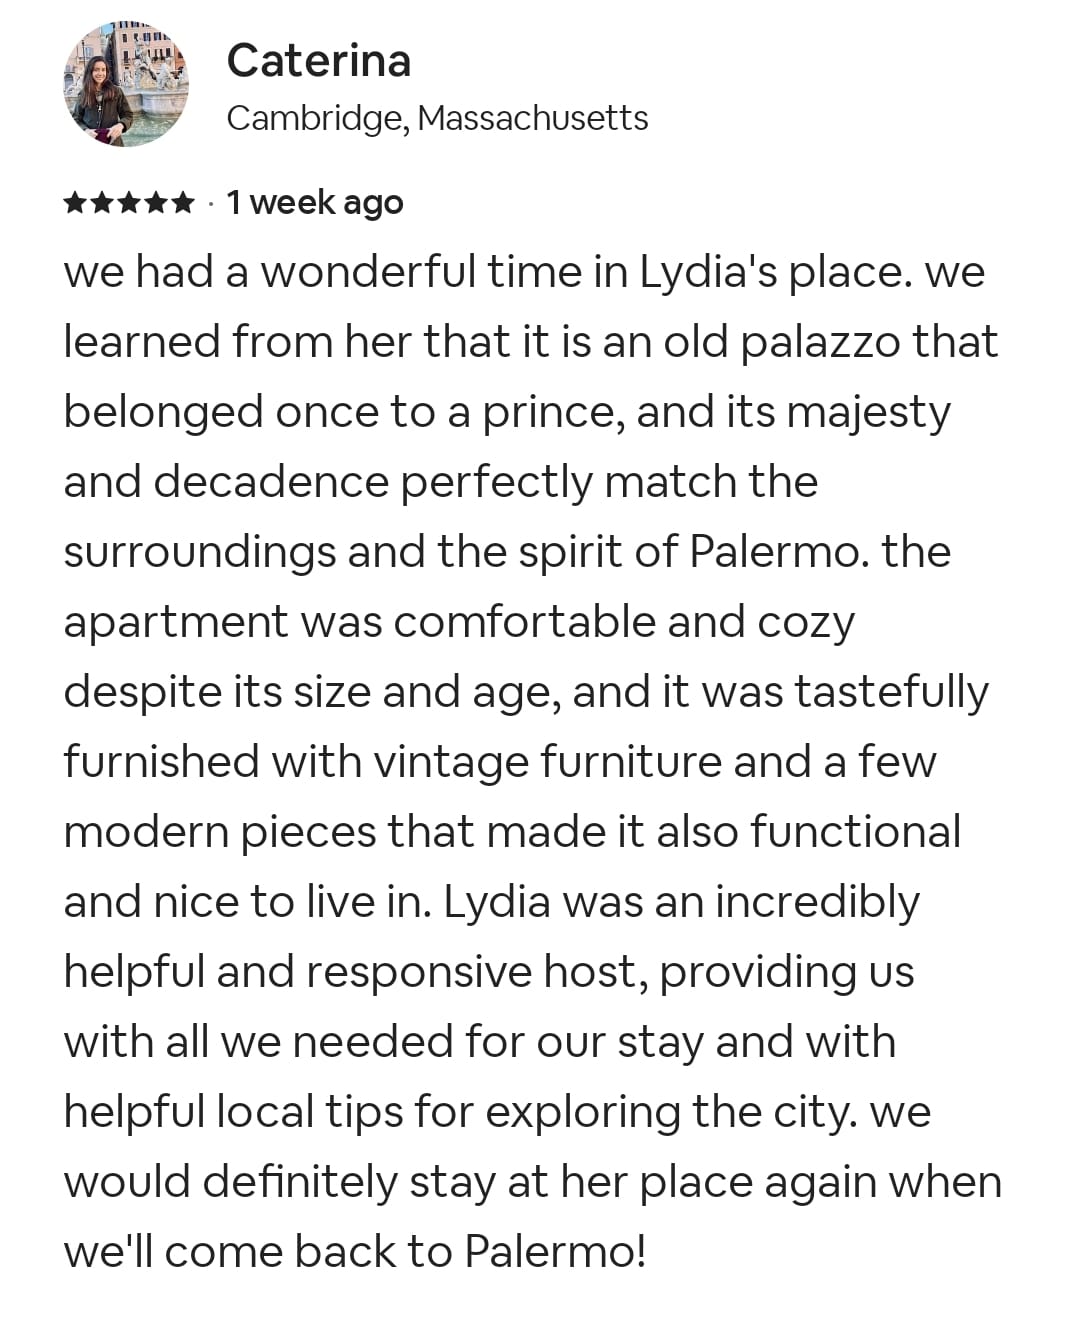 Caterina
Cambridge, Massachusetts
★★★★★ · 1 week ago
we had a wonderful time in Lydia's place. we
learned from her that it is an old palazzo that
belonged once to a prince, and its majesty
and decadence perfectly match the
surroundings and the spirit of Palermo. the
apartment was comfortable and cozy
despite its size and age, and it was tastefully
furnished with vintage furniture and a few
modern pieces that made it also functional
and nice to live in. Lydia was an incredibly
helpful and responsive host, providing us
with all we needed for our stay and with
helpful local tips for exploring the city. we
would definitely stay at her place again when
we'll come back to Palermo!